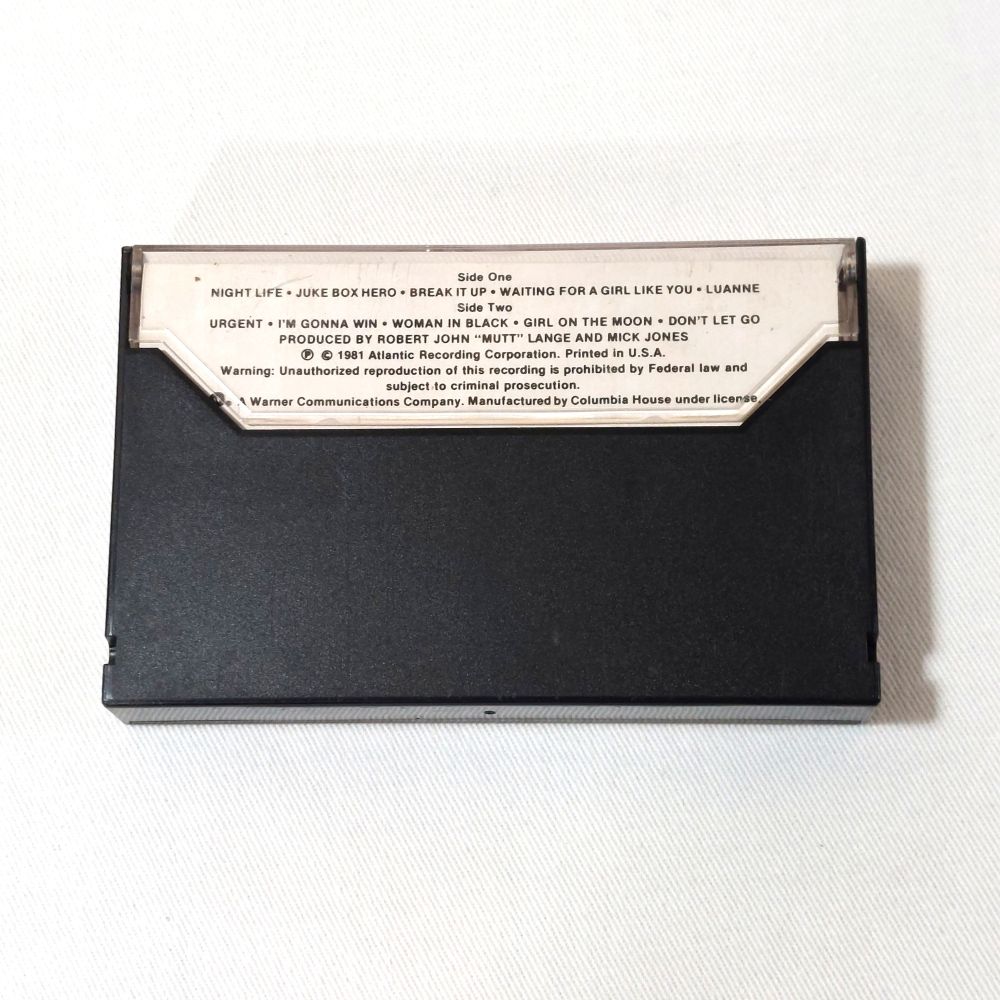 Side One
NIGHT LIFE • JUKE BOX HERO • BREAK IT UP • WAITING FOR A GIRL LIKE YOU • LUANNE
Side Two
URGENT • I'M GONNA WIN • WOMAN IN BLACK • GIRL ON THE MOON • DON'T LET GO
PRODUCED BY ROBERT JOHN "MUTT" LANGE AND MICK JONES
℗ © 1981 Atlantic Recording Corporation. Printed in U.S.A.
Warning: Unauthorized reproduction of this recording is prohibited by Federal law and
subject to criminal prosecution.
A Warner Communications Company. Manufactured by Columbia House under license.